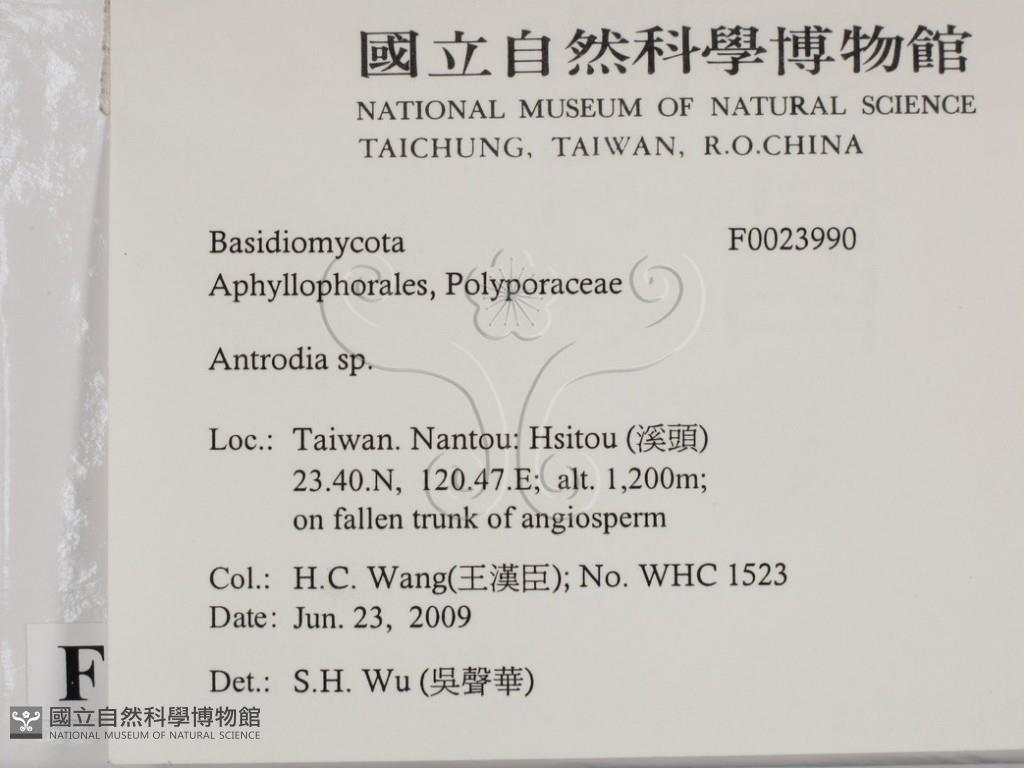 國立自然科學博物館
NATIONAL MUSEUM OF NATURAL SCIENCE
TAICHUNG, TAIWAN, R.O.CHINA
Basidiomycota F0023990
Aphyllophorales, Polyporaceae
Antrodia sp.
Loc.: Taiwan. Nantou: Hsitou (溪頭)
23.40.N, 120.47.E; alt. 1,200m;
on fallen trunk of angiosperm
Col.: H.C. Wang(王漢臣); No. WHC 1523
Date: Jun. 23, 2009
Det.: S.H. Wu (吳聲華)
F
國立自然科學博物館
NATIONAL MUSEUM OF NATURAL SCIENCE